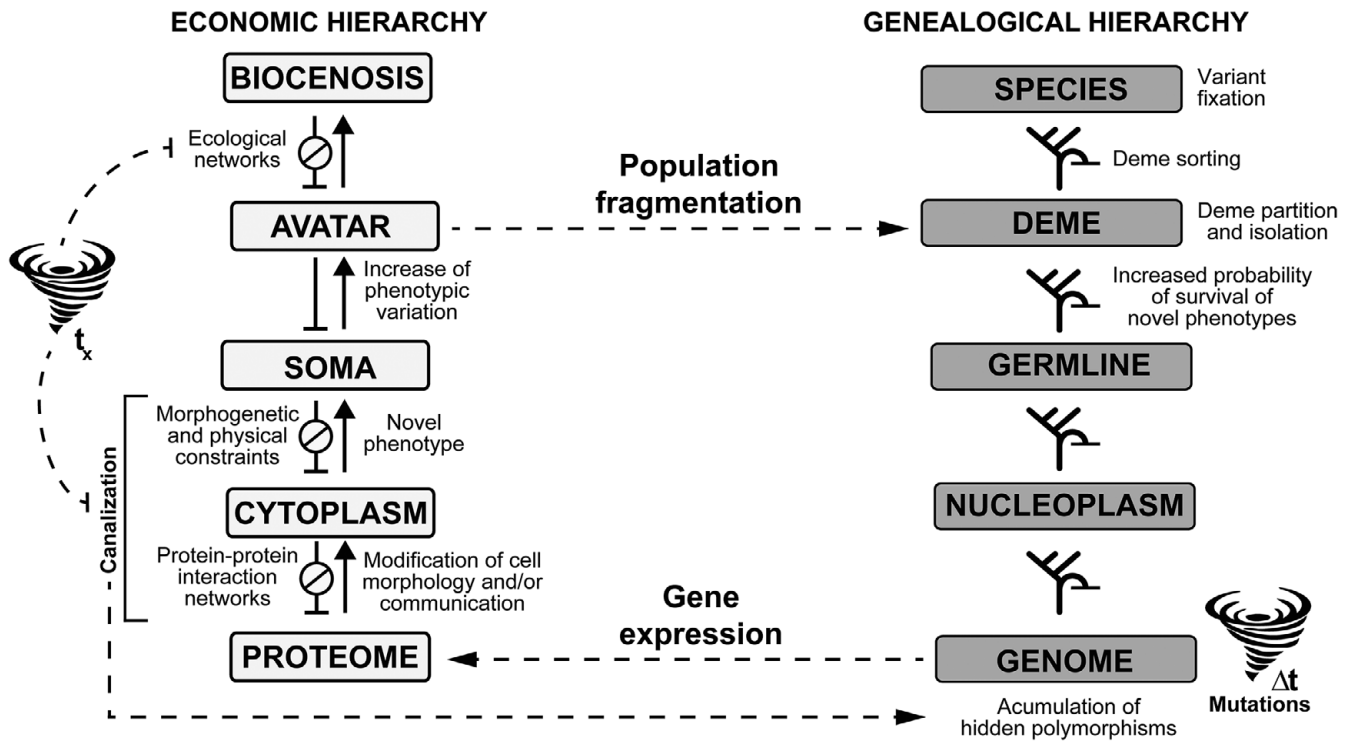 ECONOMIC HIERARCHY
GENEALOGICAL HIERARCHY
BIOCENOSIS
SPECIES
Variant
fixation
Ecological
networks
Deme sorting
Population
fragmentation
AVATAR
DEME
Deme partition
and isolation
Increase of
phenotypic
variation
Increased probability
of survival of
novel phenotypes
tx
SOMA
GERMLINE
Morphogenetic
and physical
constraints
Novel
phenotype
Canalization
CYTOPLASM
NUCLEOPLASM
Protein-protein
interaction
networks
Modification of cell
morphology and/or
communication
Gene
expression
PROTEOME
GENOME
Δt
Mutations
Acumulation of
hidden polymorphisms